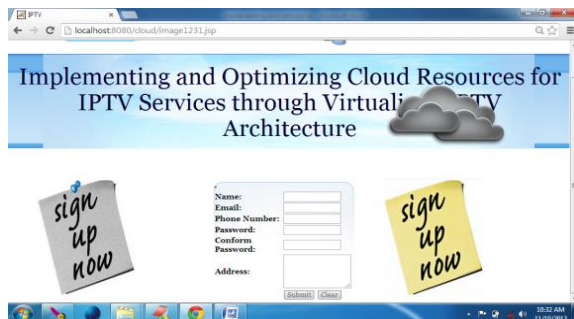 IPTV
localhost:8080/cloud/image1231.jsp
Implementing and Optimizing Cloud Resources for
IPTV Services through
Architecture
sign
up
now
Name:
Email:
Phone Number:
Password:
Conform
Password:
Address:
Submit Clear
sign
up
now
10:32 AM